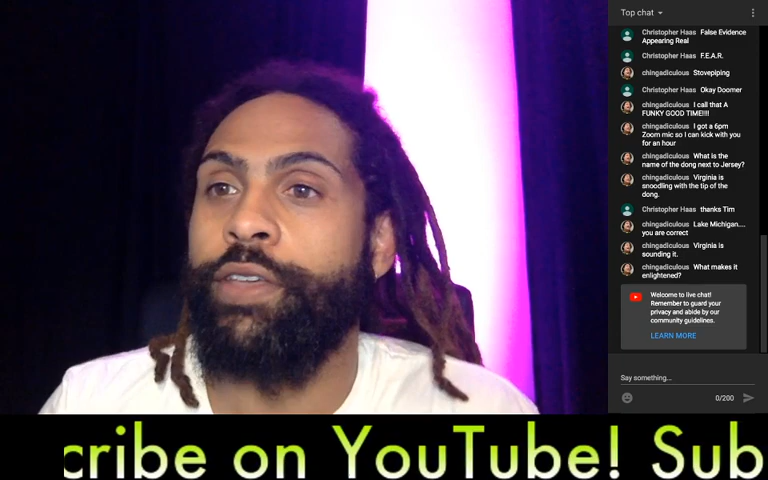 Top chat
Christopher Haas False Evidence
Appearing Real
Christopher Haas F.E.A.R.
chingadiculous Stovepiping
Christopher Haas Okay Doomer
chingadiculous I call that A
FUNKY GOOD TIME!!!!
chingadiculous I got a 6pm
Zoom mic so I can kick with you
for an hour
chingadiculous What is the
name of the dong next to Jersey?
chingadiculous Virginia is
snoodling with the tip of the
dong.
Christopher Haas thanks Tim
chingadiculous Lake Michigan....
you are correct
chingadiculous Virginia is
sounding it.
chingadiculous What makes it
enlightened?
Welcome to live chat!
Remember to guard your
privacy and abide by our
community guidelines.
LEARN MORE
Say something...
0/200
cribe on YouTube! Sub